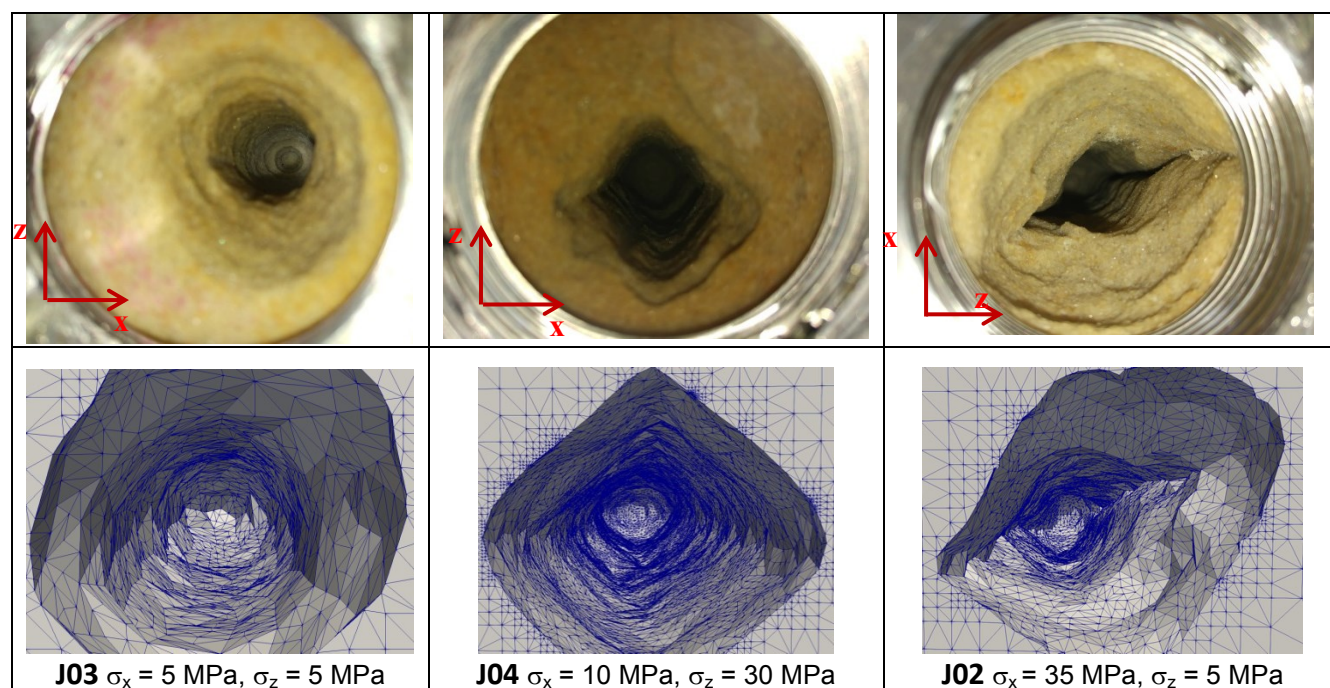 z
x
z
x
x
z
J03 σx = 5 MPa, σz = 5 MPa
J04 σx = 10 MPa, σz = 30 MPa
J02 σx = 35 MPa, σz = 5 MPa